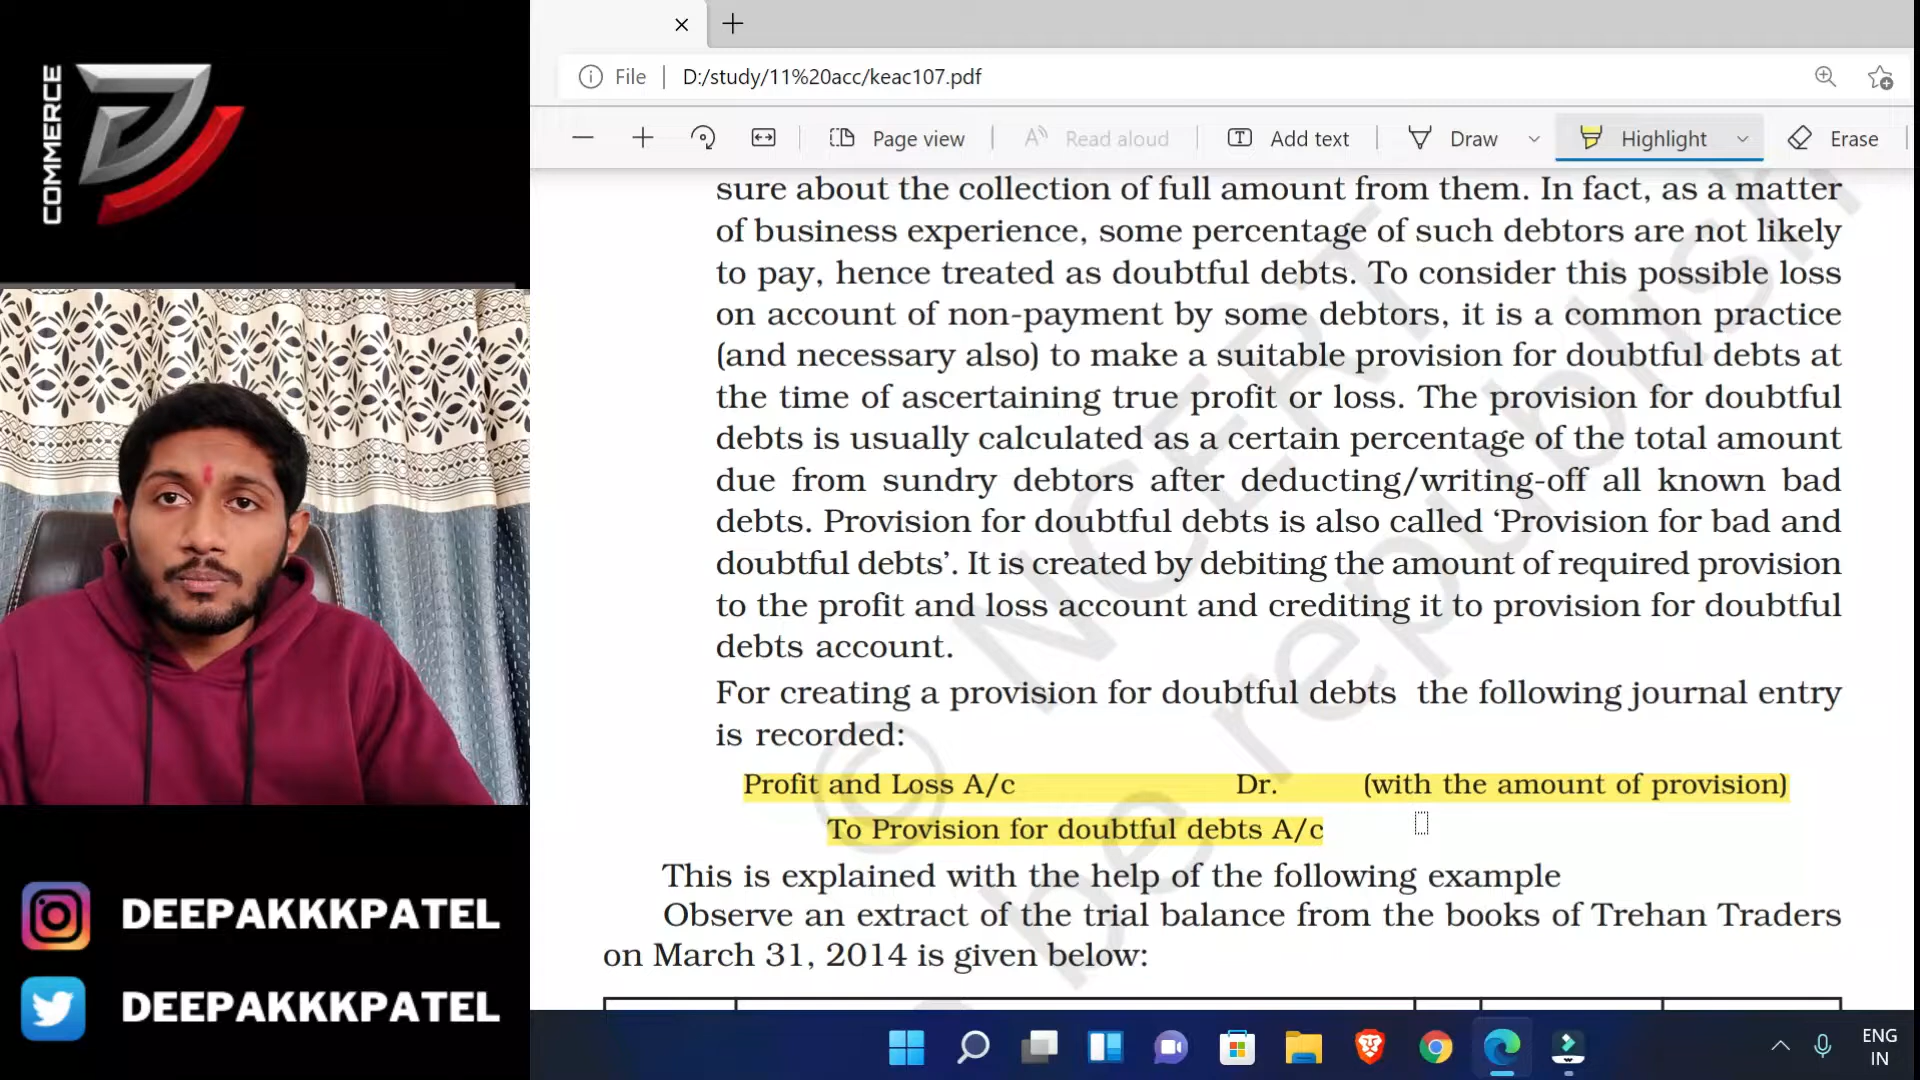 COMMERCE
DEEPAKKKPATEL
DEEPAKKKPATEL
File | D:/study/11%20acc/keac107.pdf
Page view
Read aloud
Add text
Draw
Highlight
Erase
sure about the collection of full amount from them. In fact, as a matter
of business experience, some percentage of such debtors are not likely
to pay, hence treated as doubtful debts. To consider this possible loss
on account of non-payment by some debtors, it is a common practice
(and necessary also) to make a suitable provision for doubtful debts at
the time of ascertaining true profit or loss. The provision for doubtful
debts is usually calculated as a certain percentage of the total amount
due from sundry debtors after deducting/writing-off all known bad
debts. Provision for doubtful debts is also called ‘Provision for bad and
doubtful debts’. It is created by debiting the amount of required provision
to the profit and loss account and crediting it to provision for doubtful
debts account.
For creating a provision for doubtful debts the following journal entry
is recorded:
Profit and Loss A/c Dr. (with the amount of provision)
To Provision for doubtful debts A/c
This is explained with the help of the following example
Observe an extract of the trial balance from the books of Trehan Traders
on March 31, 2014 is given below:
© NCERT
be republish
ENG
IN